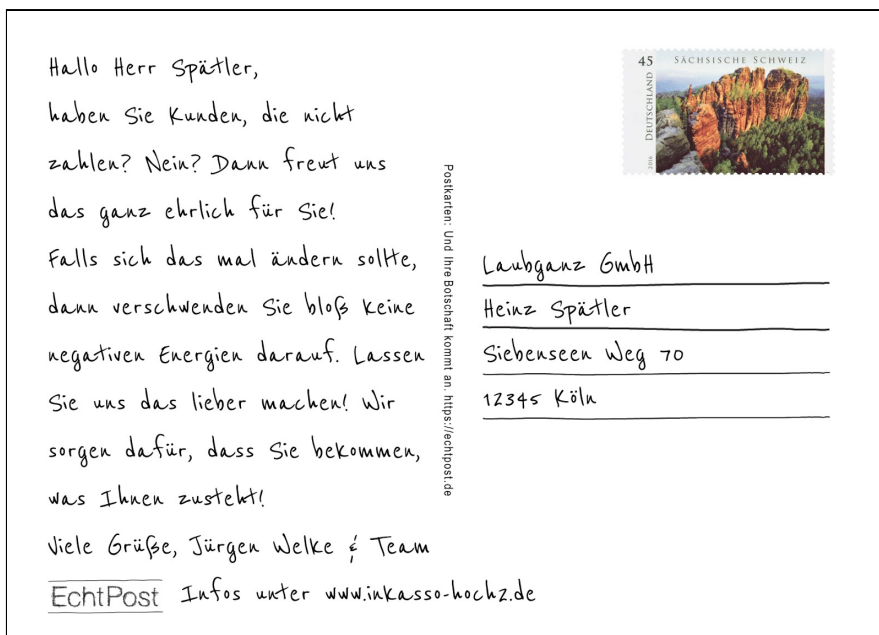 Hallo Herr Spätler,
haben Sie Kunden, die nicht
zahlen? Nein? Dann freut uns
das ganz ehrlich für Sie!
Falls sich das mal ändern sollte,
dann verschwenden Sie bloß keine
negativen Energien darauf. Lassen
Sie uns das lieber machen! Wir
sorgen dafür, dass Sie bekommen,
was Ihnen zusteht!
Viele Grüße, Jürgen Welke & Team
EchtPost Infos unter www.inkasso-hochz.de
Postkarten: Und Ihre Botschaft kommt an. https://echtpost.de
45 SÄCHSISCHE SCHWEIZ
DEUTSCHLAND
2016
Laubganz GmbH
Heinz Spätler
Siebenseen Weg 70
12345 Köln